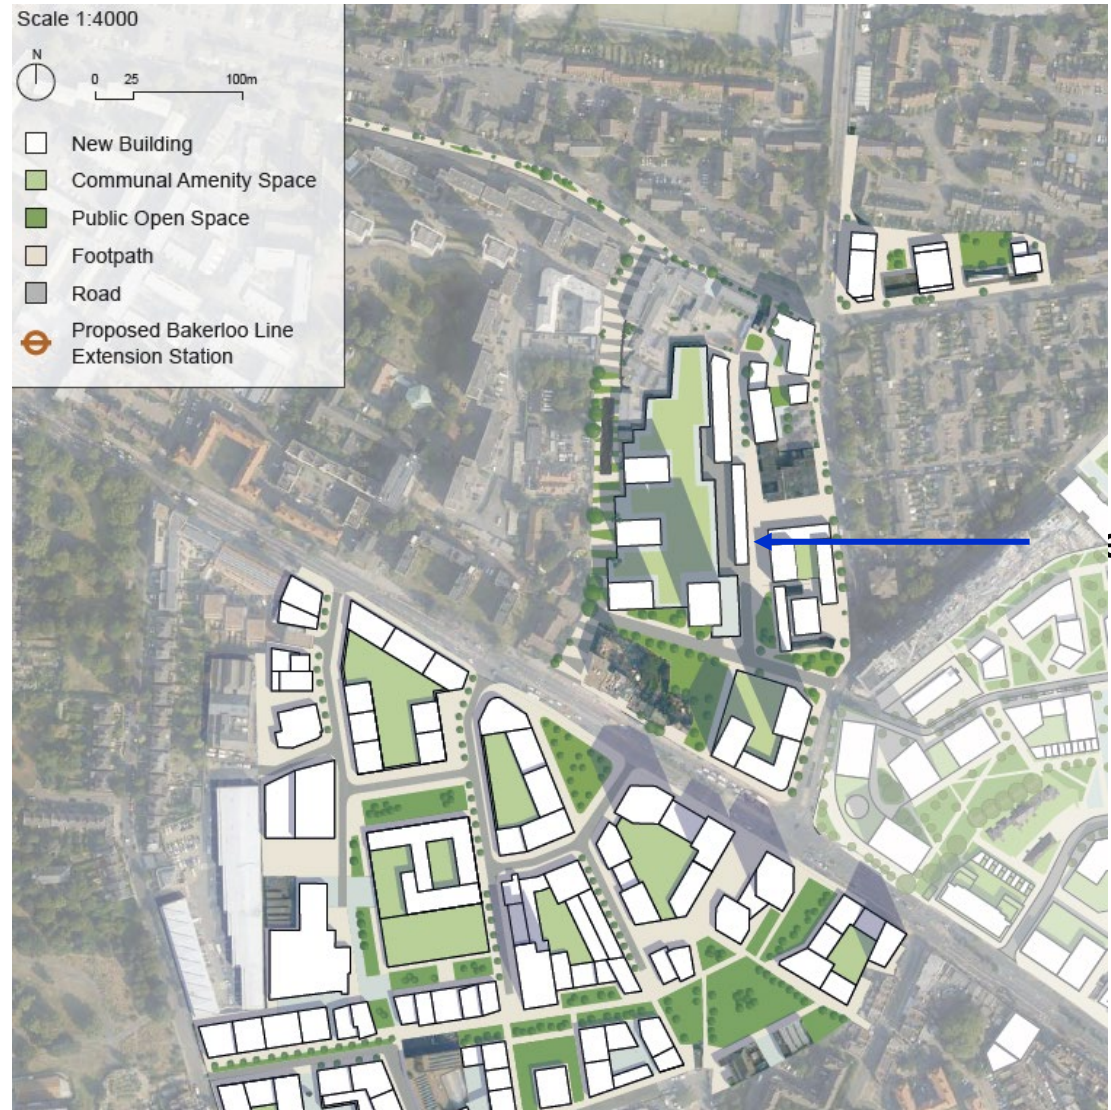 Scale 1:4000
N
0 25 100m
New Building
Communal Amenity Space
Public Open Space
Footpath
Road
Proposed Bakerloo Line
Extension Station